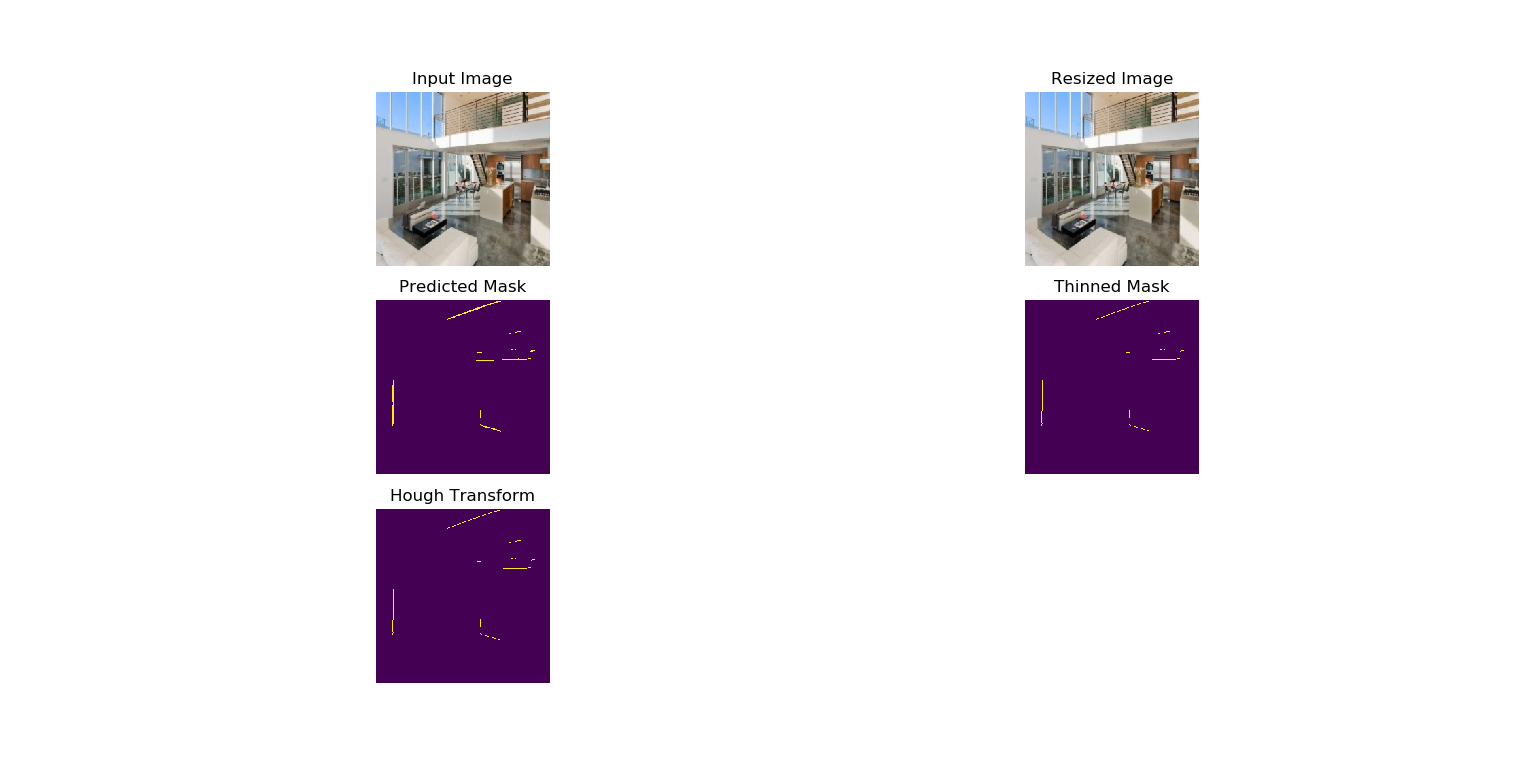 Input Image
Resized Image
Predicted Mask
Thinned Mask
Hough Transform